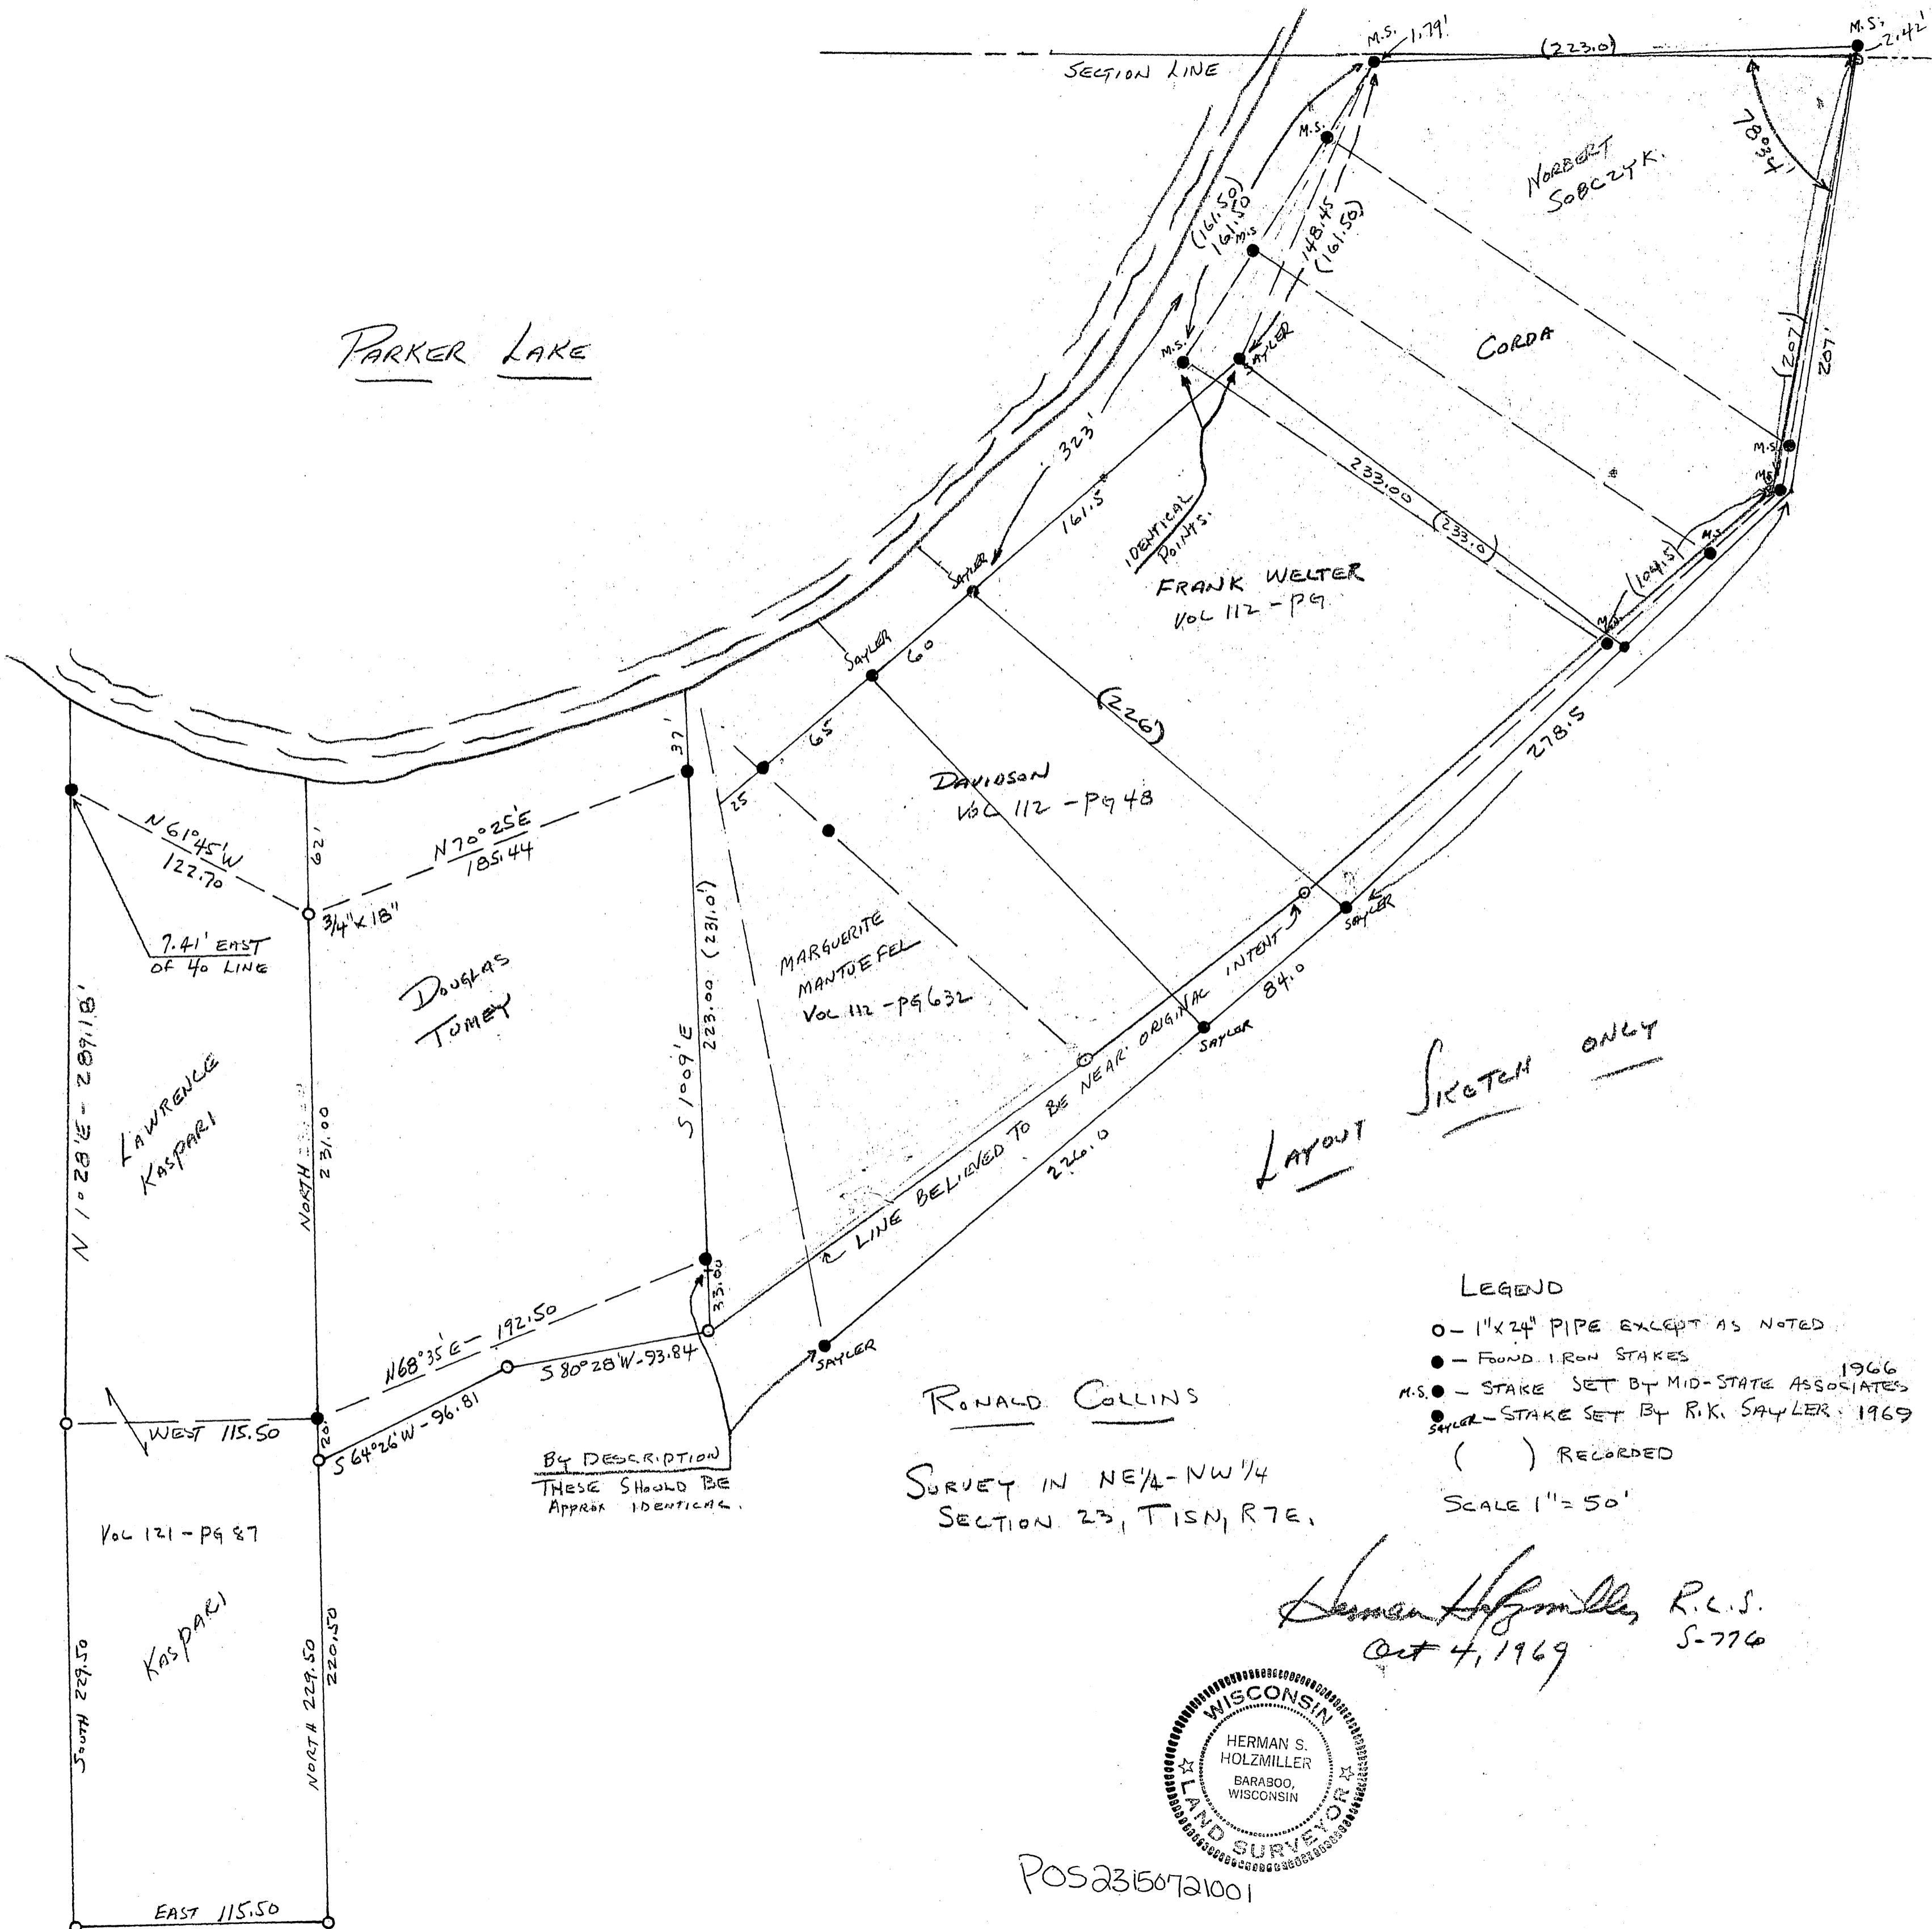 SECTION LINE
M.S.
1.79'
(223.0)
M.S.
2.42'
78°34'
M.S.
NORBERT
SOBCZYK.
(161.50)
161.50
M.S
148.45
(161.50)
PARKER LAKE
M.S.
SAYLER
CORDA
(207')
207'
M.S.
M.S.
323'
161.5'
IDENTICAL
POINTS.
233.00
(233.0)
(104.5)
M.S.
M.S.
SAYLER
FRANK WELTER
VOL 112 - PG
SAYLER
60
(226')
278.5
65
37'
25
DAVIDSON
VOL 112 - PG 48
N 61°45' W
122.70
62'
N 70°25' E
185.44
3/4" x 18"
7.41' EAST
OF 40 LINE
DOUGLAS
TUMEY
MARGUERITE
MANTUEFEL
VOL 112 - PG 632
SAYLER
84.0
SAYLER
N 1°28' E - 289.18'
LAWRENCE
KASPARI
NORTH
231.00
S 1°09' E
223.00 (231.0')
LINE BELIEVED TO BE NEAR ORIGINAL INTENT
226.0
LAYOUT SKETCH ONLY
33.00
N 68°35' E - 192.50
S 80°28' W - 93.84
SAYLER
WEST 115.50
20'
S 64°26' W - 96.81
BY DESCRIPTION
THESE SHOULD BE
APPROX IDENTICAL.
RONALD COLLINS
SURVEY IN NE 1/4 - NW 1/4
SECTION 23, T15N, R7E.
LEGEND
O - 1" X 24" PIPE EXCEPT AS NOTED
● - FOUND IRON STAKES
1966
M.S. ● - STAKE SET BY MID-STATE ASSOCIATES
SAYLER ● - STAKE SET BY R.K. SAYLER 1969
( ) RECORDED
SCALE 1" = 50'
VOL 121 - PG 87
KASPARI
SOUTH 229.50
NORTH 229.50
220.50
EAST 115.50
Herman Holzmiller R.L.S.
Oct 4, 1969 S-776
WISCONSIN
HERMAN S.
HOLZMILLER
BARABOO,
WISCONSIN
LAND SURVEYOR
POS23150721001